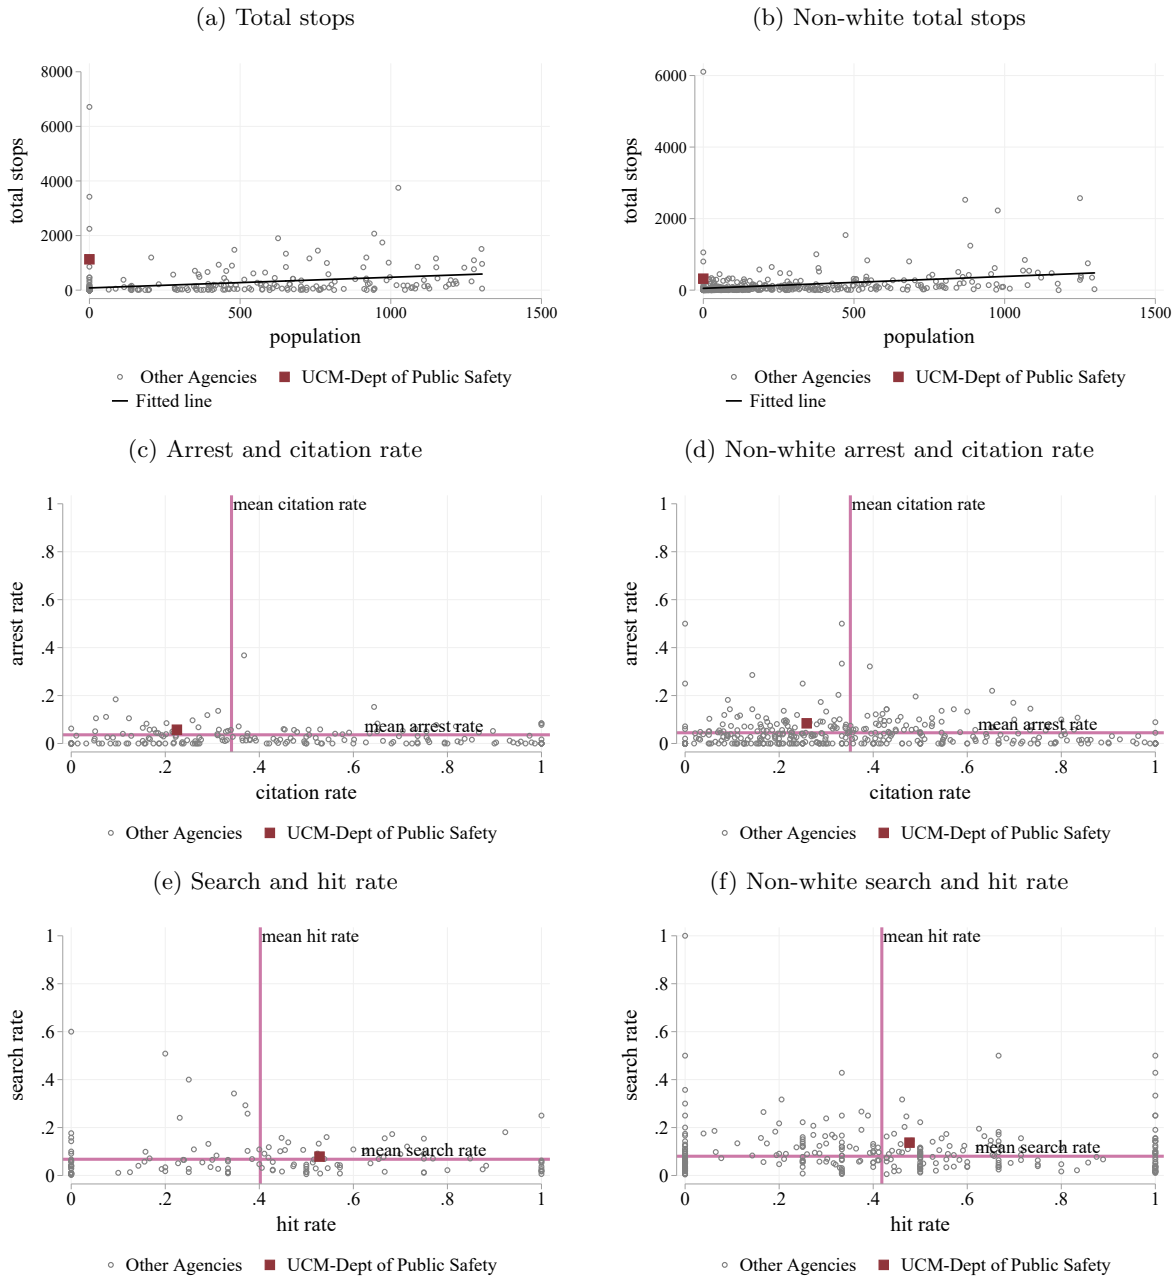 (a) Total stops
(b) Non-white total stops
8000
6000
4000
2000
0
total stops
0 500 1000 1500
population
Other Agencies UCM-Dept of Public Safety
Fitted line
6000
4000
2000
0
total stops
0 500 1000 1500
population
Other Agencies UCM-Dept of Public Safety
Fitted line
(c) Arrest and citation rate
(d) Non-white arrest and citation rate
1
.8
.6
.4
.2
0
arrest rate
mean citation rate
mean arrest rate
0 .2 .4 .6 .8 1
citation rate
Other Agencies UCM-Dept of Public Safety
1
.8
.6
.4
.2
0
arrest rate
mean citation rate
mean arrest rate
0 .2 .4 .6 .8 1
citation rate
Other Agencies UCM-Dept of Public Safety
(e) Search and hit rate
(f) Non-white search and hit rate
1
.8
.6
.4
.2
0
search rate
mean hit rate
mean search rate
0 .2 .4 .6 .8 1
hit rate
Other Agencies UCM-Dept of Public Safety
1
.8
.6
.4
.2
0
search rate
mean hit rate
mean search rate
0 .2 .4 .6 .8 1
hit rate
Other Agencies UCM-Dept of Public Safety